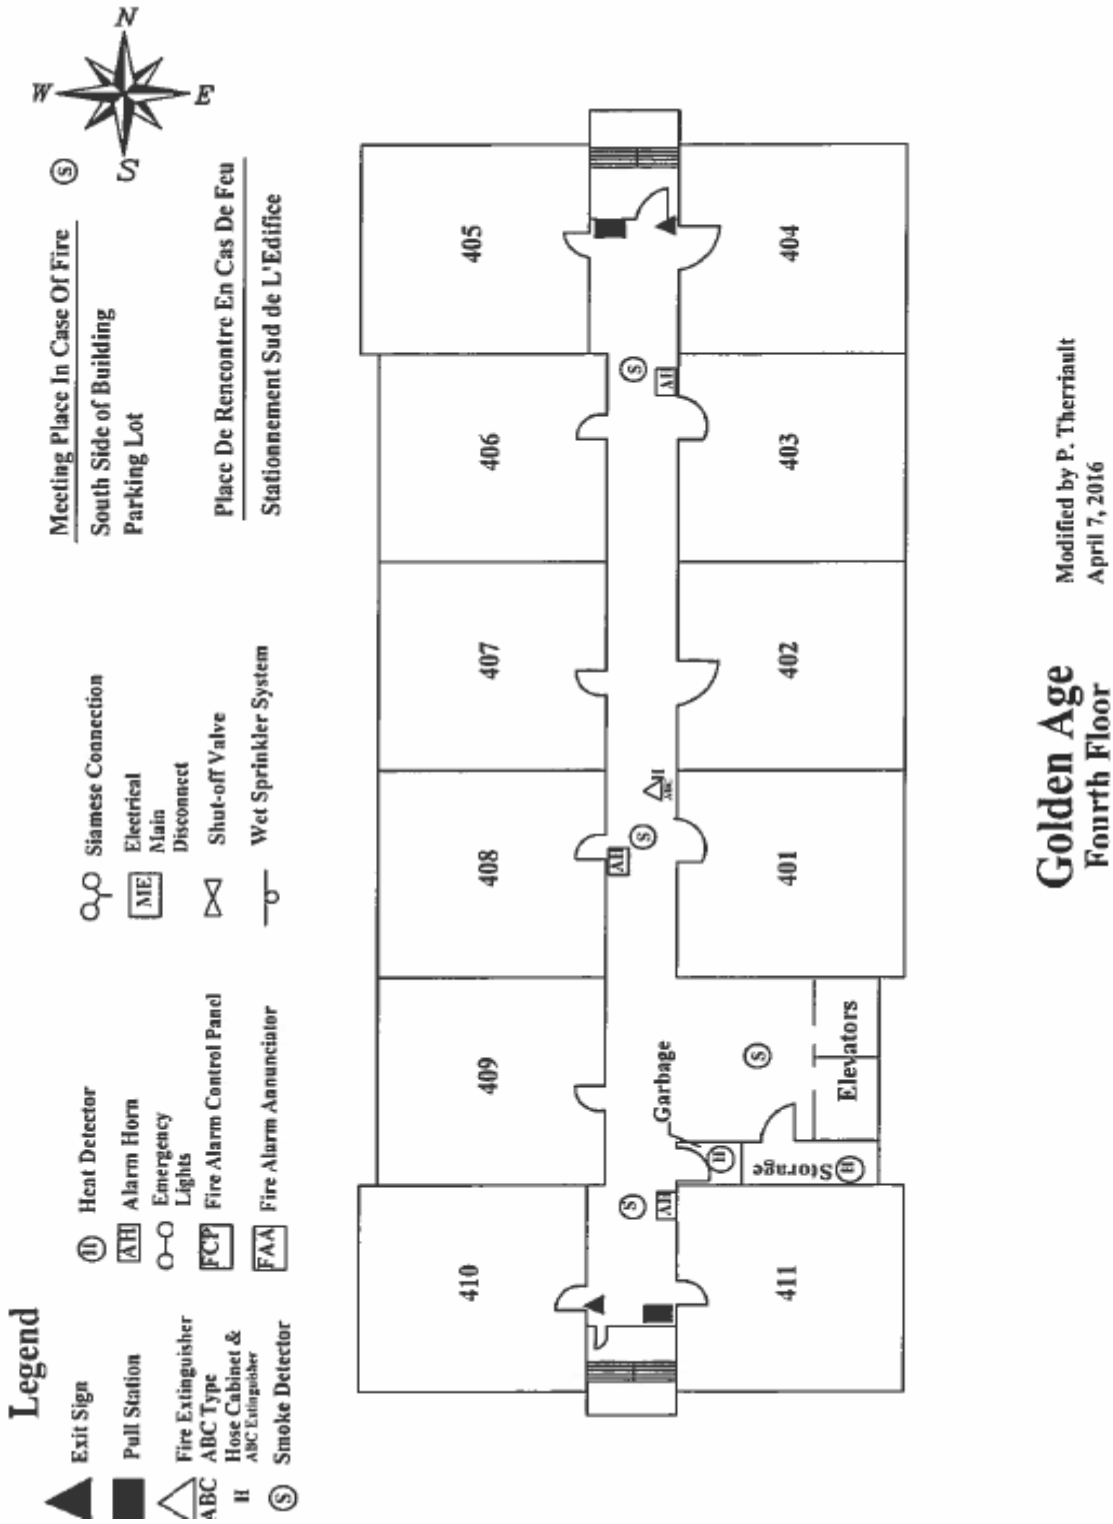 N
W
E
S
Legend
Exit Sign
Pull Station
Fire Extinguisher
ABC
ABC Type
H
Hose Cabinet &
ABC Extinguisher
S
Smoke Detector
H
Heat Detector
AH
Alarm Horn
Emergency
Lights
FCP
Fire Alarm Control Panel
FAA
Fire Alarm Annunciator
Siamese Connection
ME
Electrical
Main
Disconnect
Shut-off Valve
Wet Sprinkler System
Meeting Place In Case Of Fire
S
South Side of Building
Parking Lot
Place De Rencontre En Cas De Feu
Stationnement Sud de L'Edifice
410
409
408
407
406
405
AH
S
S
S
AH
H
ABC
AH
Garbage
H
S
Storage
H
Elevators
411
401
402
403
404
Golden Age
Fourth Floor
Modified by P. Therriault
April 7, 2016